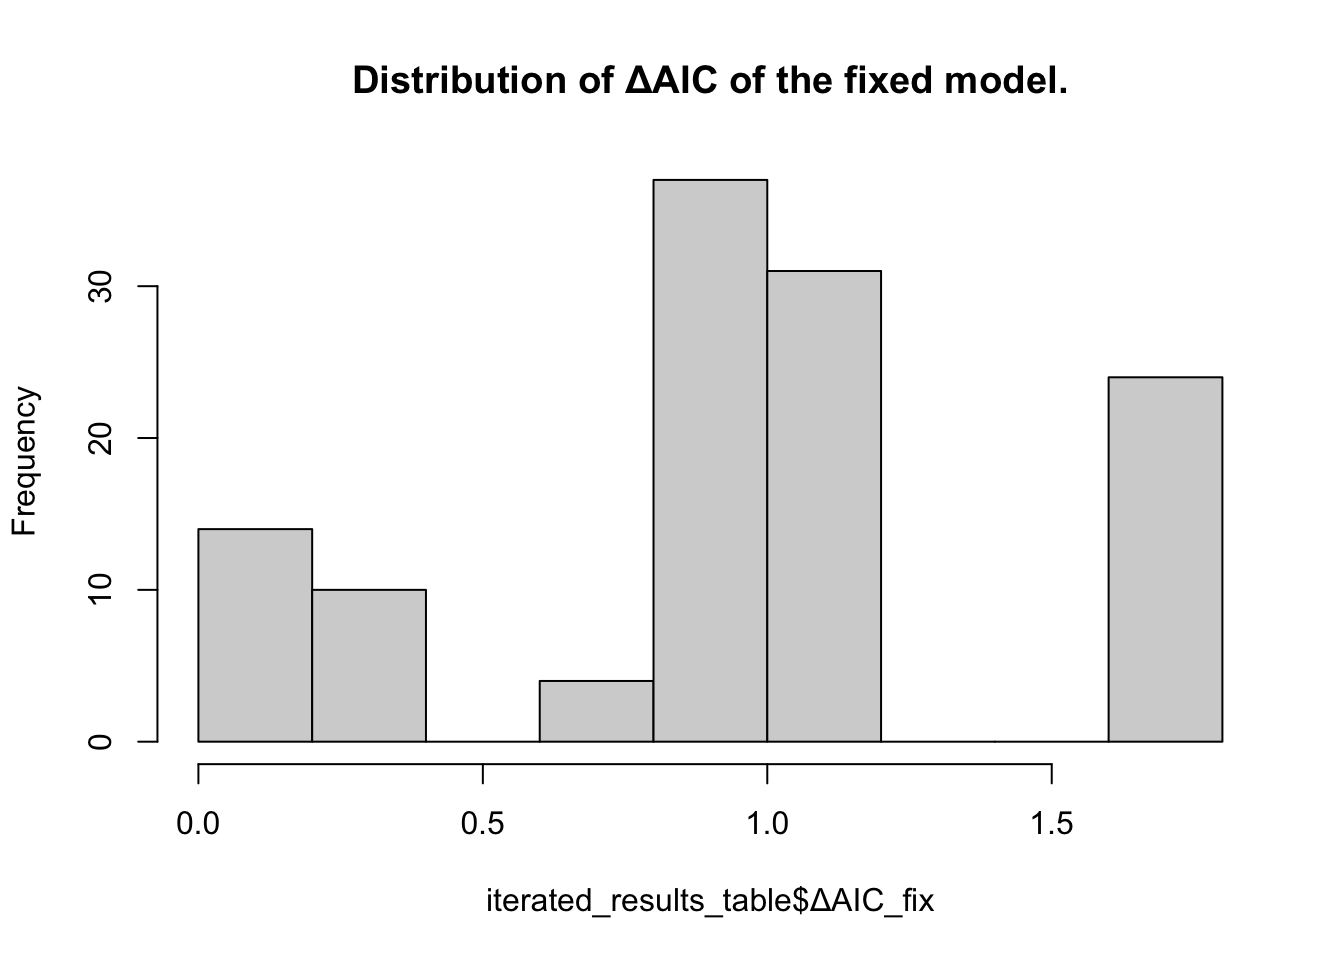 Distribution of ΔAIC of the fixed model.
Frequency
30
20
10
0
0.0 0.5 1.0 1.5
iterated_results_table$ΔAIC_fix